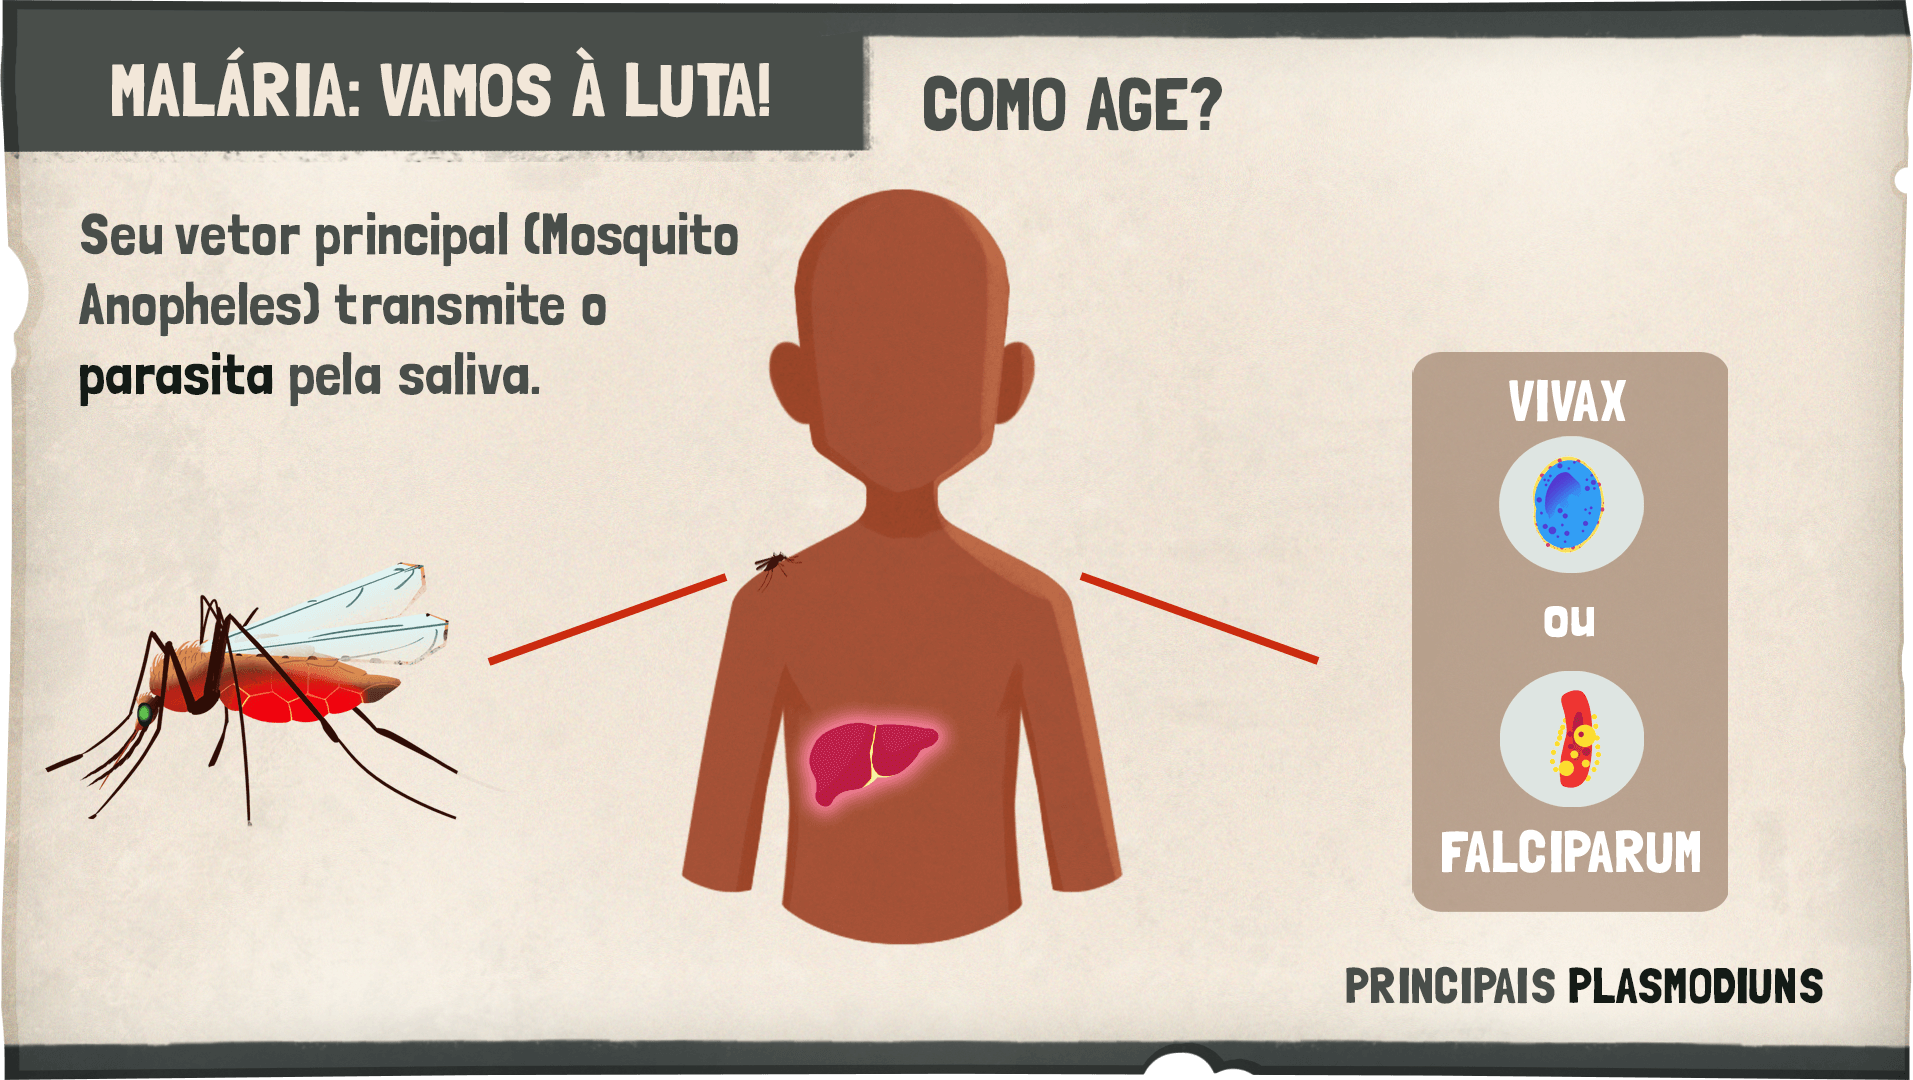 MALÁRIA: VAMOS À LUTA!
COMO AGE?
Seu vetor principal (Mosquito
Anopheles) transmite o
parasita pela saliva.
VIVAX
ou
FALCIPARUM
PRINCIPAIS PLASMODIUNS